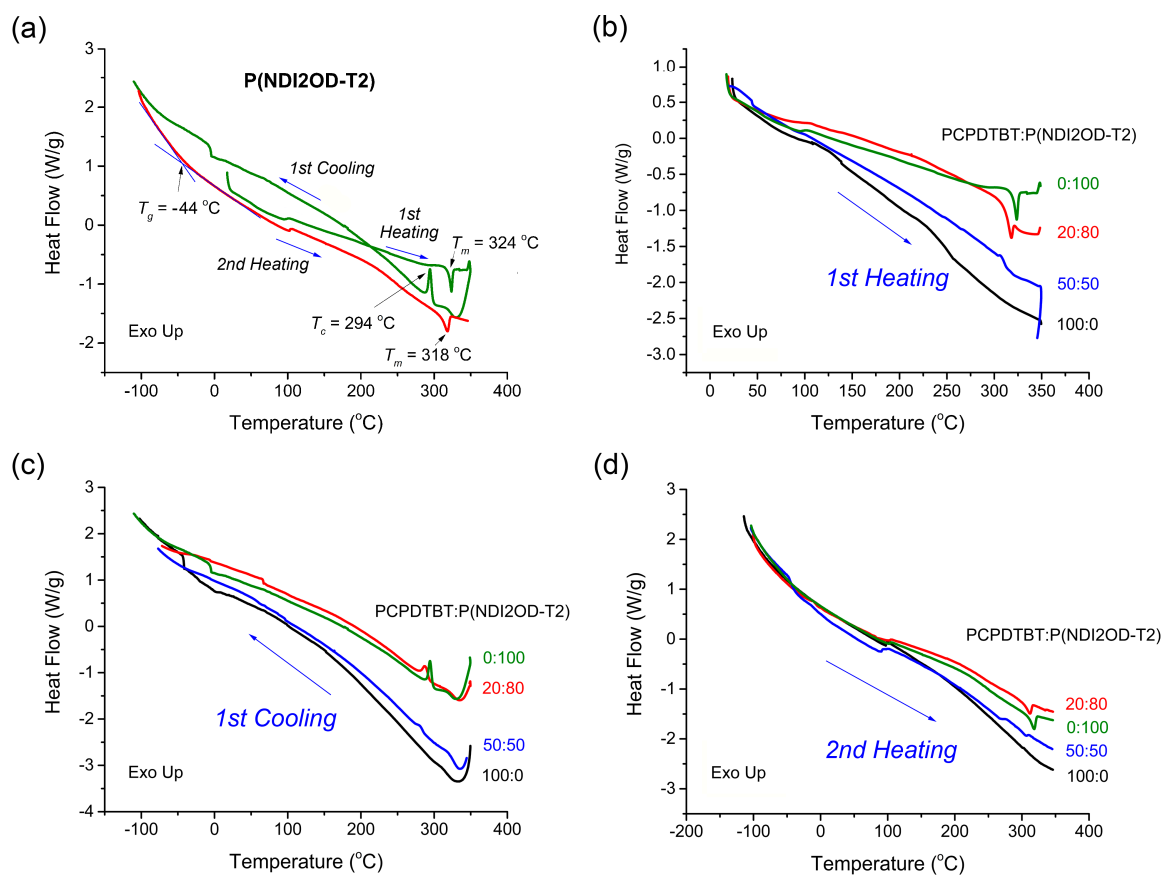 (a)
P(NDI2OD-T2)
3
2
1
0
-1
-2
Heat Flow (W/g)
1st Cooling
1st
Heating
2nd Heating
Tg = -44 °C
Tm = 324 °C
Tc = 294 °C
Tm = 318 °C
Exo Up
-100 0 100 200 300 400
Temperature (°C)
(b)
1.0
0.5
0.0
-0.5
-1.0
-1.5
-2.0
-2.5
-3.0
Heat Flow (W/g)
PCPDTBT:P(NDI2OD-T2)
0:100
20:80
50:50
100:0
1st Heating
Exo Up
0 50 100 150 200 250 300 350 400
Temperature (°C)
(c)
3
2
1
0
-1
-2
-3
-4
Heat Flow (W/g)
PCPDTBT:P(NDI2OD-T2)
0:100
20:80
1st Cooling
50:50
100:0
Exo Up
-100 0 100 200 300 400
Temperature (°C)
(d)
3
2
1
0
-1
-2
-3
Heat Flow (W/g)
PCPDTBT:P(NDI2OD-T2)
20:80
0:100
50:50
100:0
2nd Heating
Exo Up
-200 -100 0 100 200 300 400
Temperature (°C)